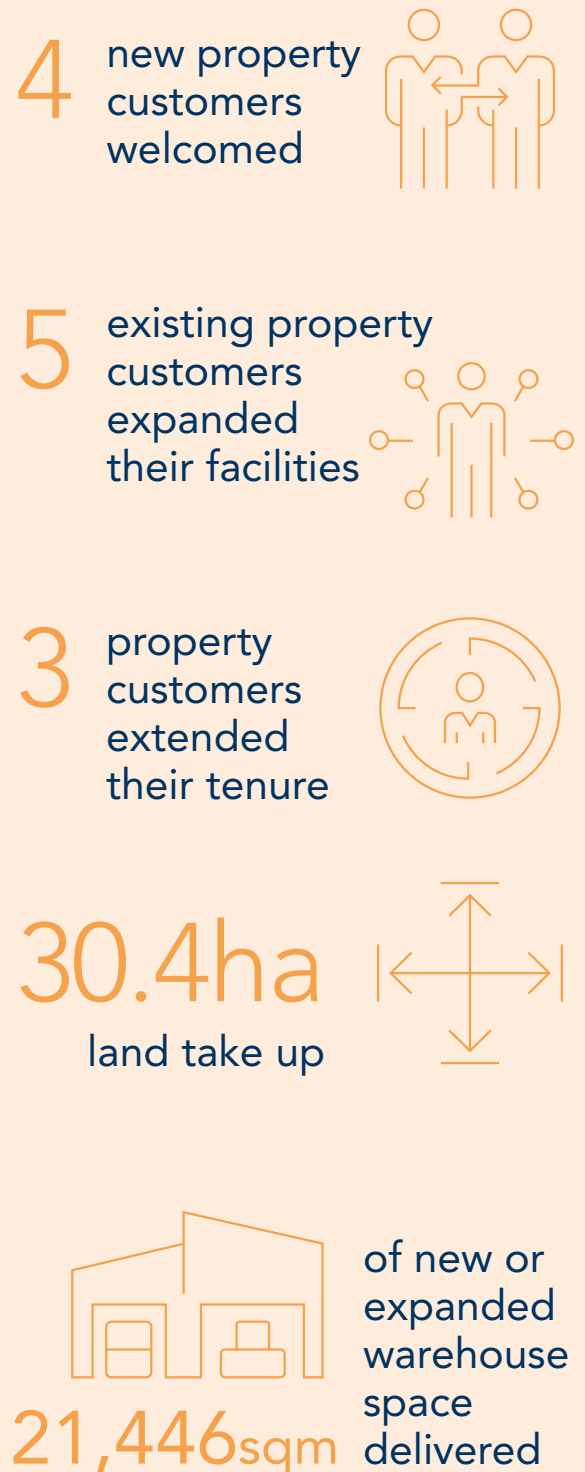 4
new property
customers
welcomed
5
existing property
customers
expanded
their facilities
3
property
customers
extended
their tenure
30.4ha
land take up
21,446sqm
of new or
expanded
warehouse
space
delivered